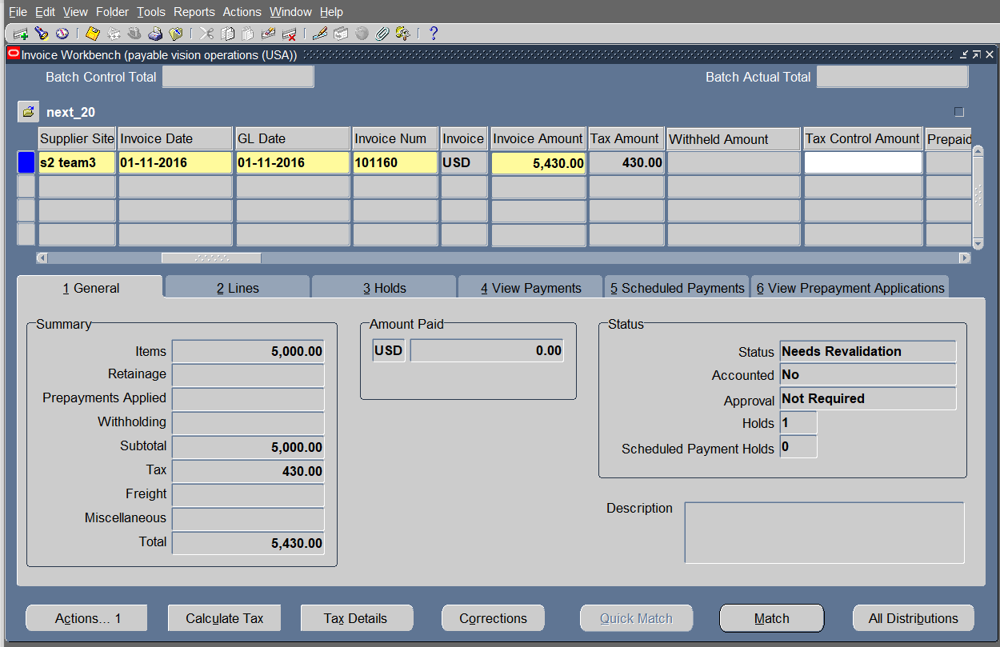 File Edit View Folder Tools Reports Actions Window Help
Invoice Workbench (payable vision operations (USA))
Batch Control Total
Batch Actual Total
next_20
Supplier Site Invoice Date GL Date Invoice Num Invoice Invoice Amount Tax Amount Withheld Amount Tax Control Amount Prepaid
s2 team3 01-11-2016 01-11-2016 101160 USD 5,430.00 430.00
1 General 2 Lines 3 Holds 4 View Payments 5 Scheduled Payments 6 View Prepayment Applications
Summary
Items 5,000.00
Retainage
Prepayments Applied
Withholding
Subtotal 5,000.00
Tax 430.00
Freight
Miscellaneous
Total 5,430.00
Amount Paid
USD 0.00
Status
Status Needs Revalidation
Accounted No
Approval Not Required
Holds 1
Scheduled Payment Holds 0
Description
Actions... 1 Calculate Tax Tax Details Corrections Quick Match Match All Distributions